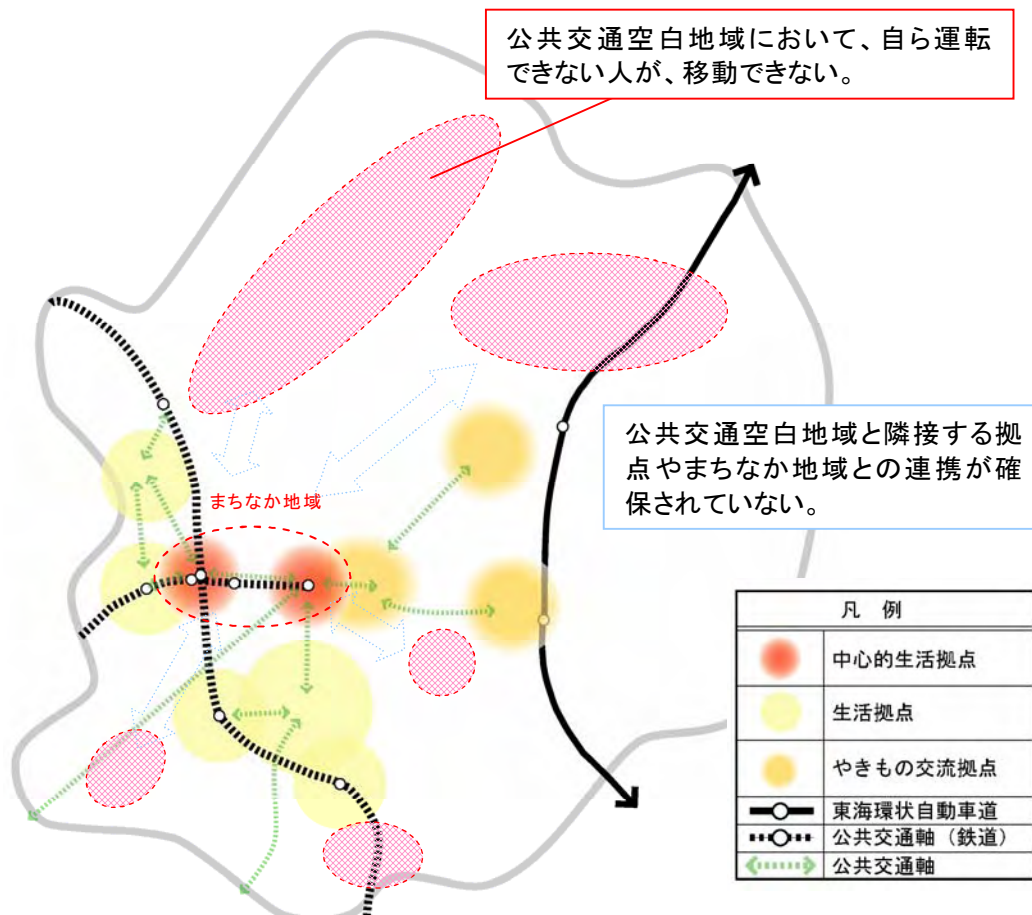 公共交通空白地域において、自ら運転
できない人が、移動できない。
公共交通空白地域と隣接する拠
点やまちなか地域との連携が確
保されていない。
まちなか地域
凡 例
中心的生活拠点
生活拠点
やきもの交流拠点
東海環状自動車道
公共交通軸（鉄道）
公共交通軸